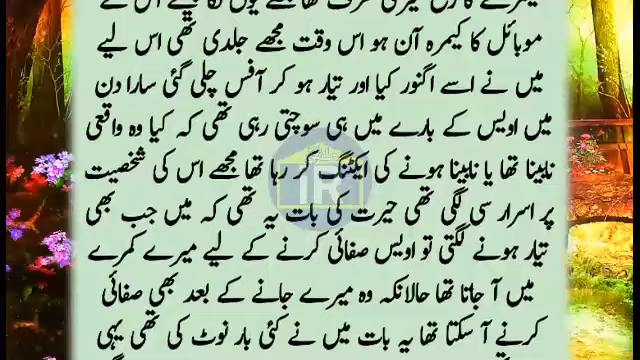 موبائل کا کیمرہ آن ہو اس وقت مجھے جلدی تھی اس لیے
میں نے اسے اگنور کیا اور تیار ہو کر آفس چلی گئی سارا دن
میں اویس کے بارے میں ہی سوچتی رہی تھی کہ کیا وہ واقعی
نابینا تھا یا نابینا ہونے کی ایکٹنگ کر رہا تھا مجھے اس کی شخصیت
پر اسرار سی لگی تھی حیرت کی بات یہ تھی کہ میں جب بھی
تیار ہونے لگتی تو اویس صفائی کرنے کے لیے میرے کمرے
میں آ جاتا تھا حالانکہ وہ میرے جانے کے بعد بھی صفائی
کرنے آ سکتا تھا یہ بات میں نے کئی بار نوٹ کی تھی یہی